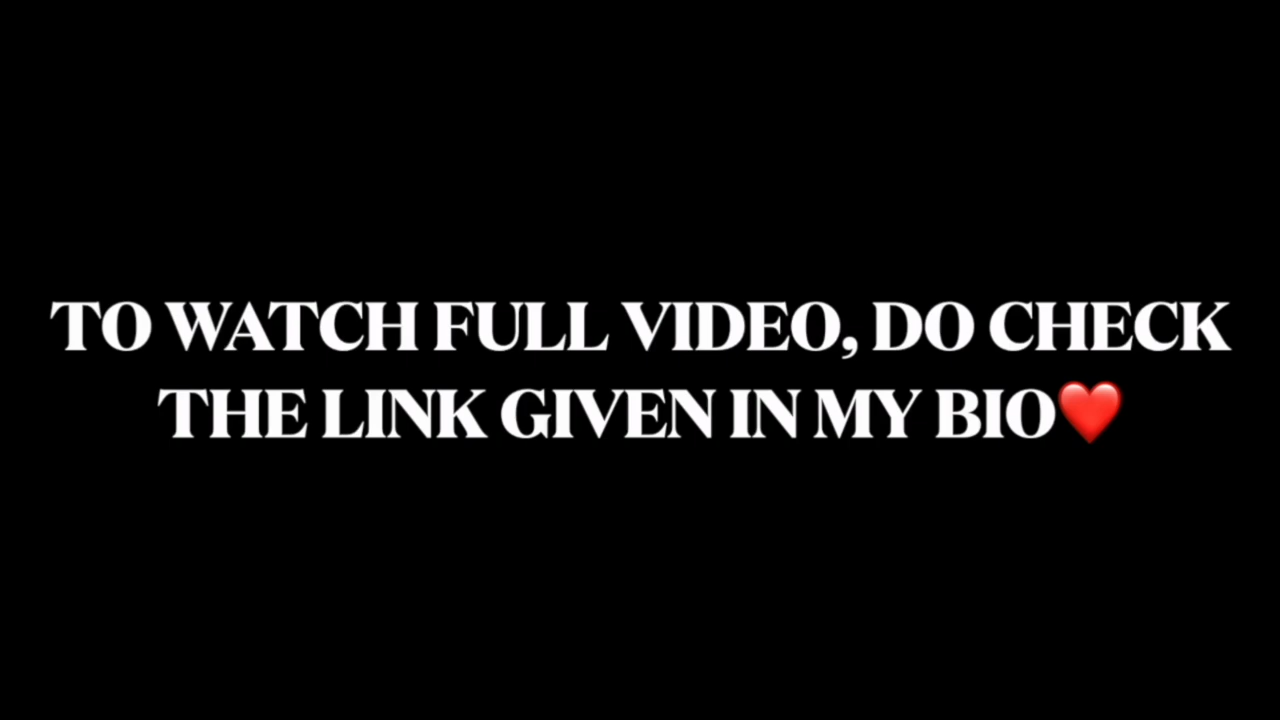 TO WATCH FULL VIDEO, DO CHECK
THE LINK GIVEN IN MY BIO❤️